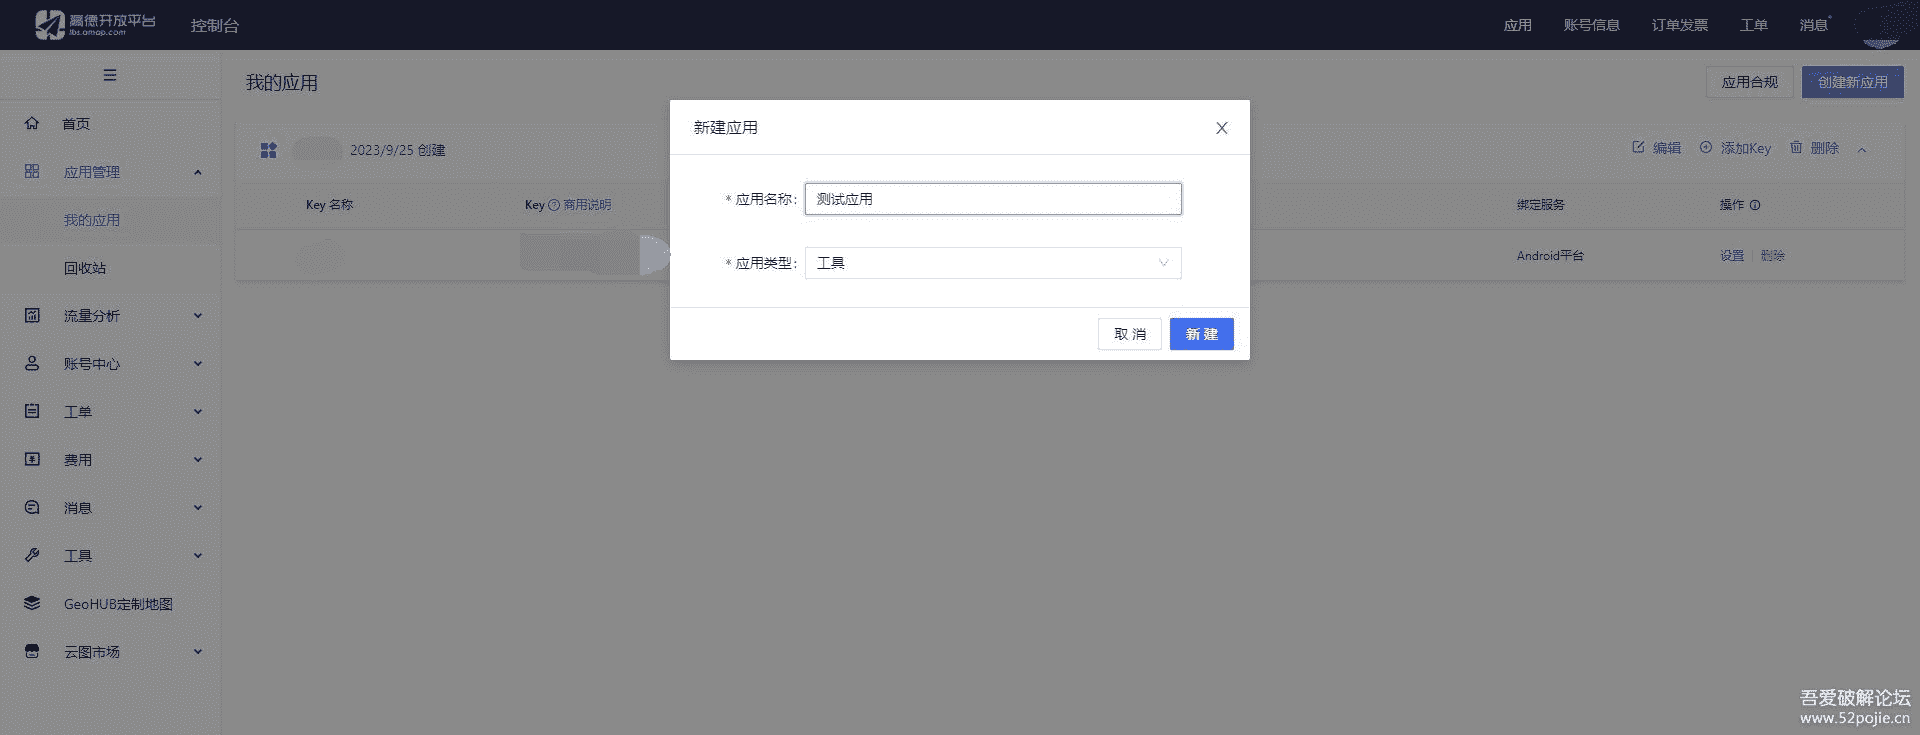 高德开放平台
lbs.amap.com
控制台
应用
账号信息
订单发票
工单
消息
我的应用
应用合规
创建新应用
首页
应用管理
我的应用
回收站
流量分析
账号中心
工单
费用
消息
工具
GeoHUB定制地图
云图市场
2023/9/25 创建
编辑
添加Key
删除
Key 名称
Key
商用说明
绑定服务
操作
Android平台
设置
删除
新建应用
* 应用名称:
测试应用
* 应用类型:
工具
取 消
新 建
吾爱破解论坛
www.52pojie.cn